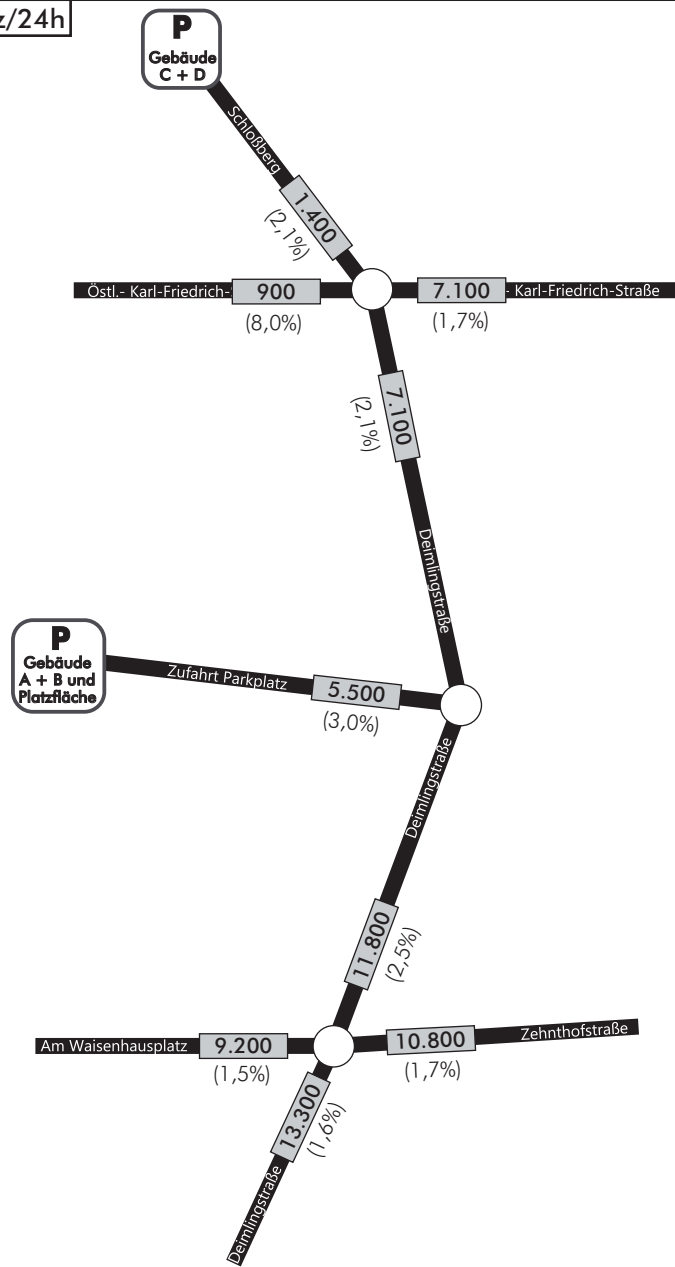 z/24h
P
Gebäude
C + D
Schloßberg
1.400
(2,1%)
Östl.- Karl-Friedrich-
900
(8,0%)
7.100
- Karl-Friedrich-Straße
(1,7%)
7.100
(2,1%)
Deimlingstraße
P
Gebäude
A + B und
Platzfläche
Zufahrt Parkplatz
5.500
(3,0%)
Deimlingstraße
11.800
(2,5%)
Am Waisenhausplatz
9.200
(1,5%)
10.800
(1,7%)
Zehnthofstraße
13.300
(1,6%)
Deimlingstraße